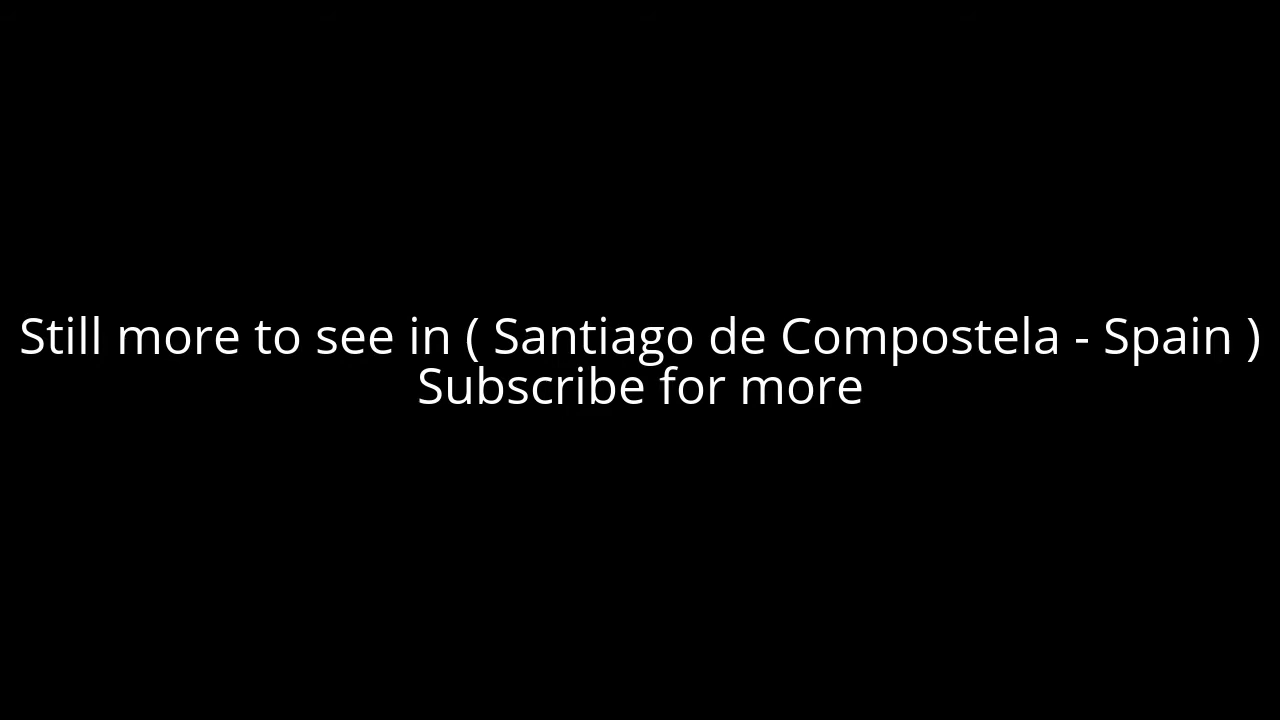 Still more to see in ( Santiago de Compostela - Spain )
Subscribe for more